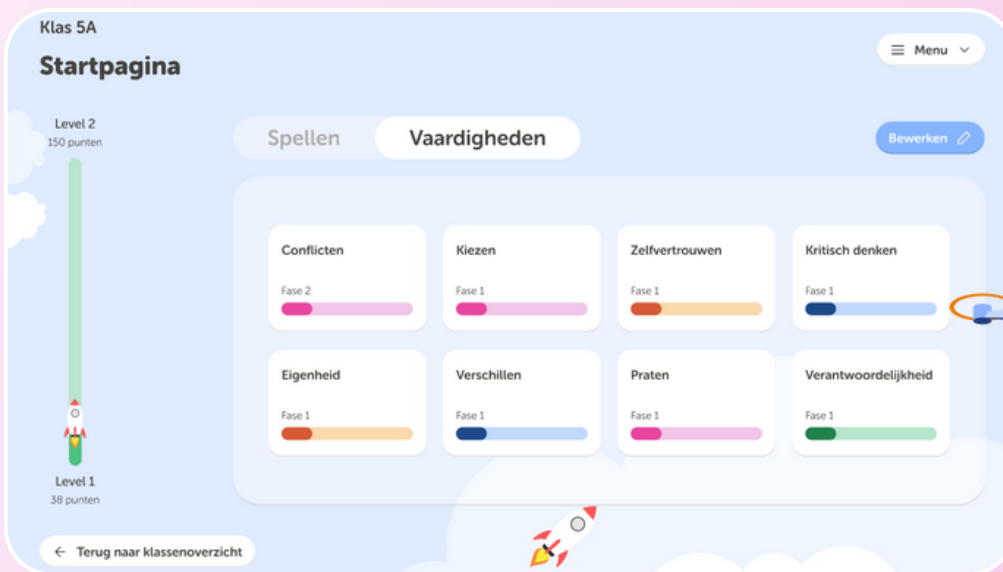 Klas 5A
Startpagina
Menu
Level 2
150 punten
Spellen
Vaardigheden
Bewerken
Conflicten
Fase 2
Kiezen
Fase 1
Zelfvertrouwen
Fase 1
Kritisch denken
Fase 1
Eigenheid
Fase 1
Verschillen
Fase 1
Praten
Fase 1
Verantwoordelijkheid
Fase 1
Level 1
38 punten
Terug naar klassenoverzicht